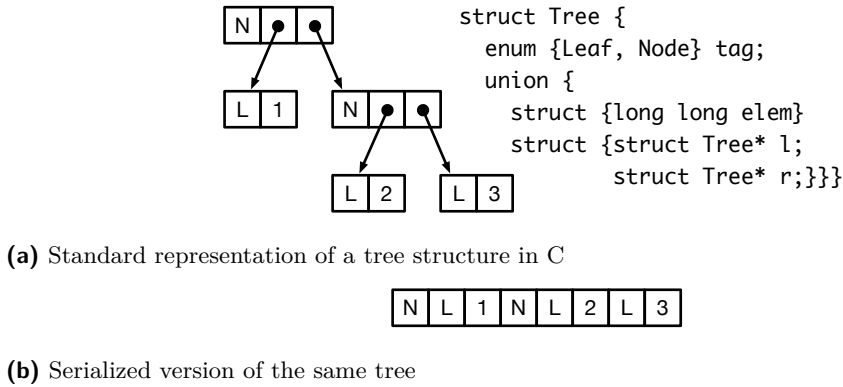 N
struct Tree {
enum {Leaf, Node} tag;
union {
L 1 N
struct {long long elem}
struct {struct Tree* l;
L 2 L 3
struct Tree* r;}}}
(a) Standard representation of a tree structure in C
N L 1 N L 2 L 3
(b) Serialized version of the same tree